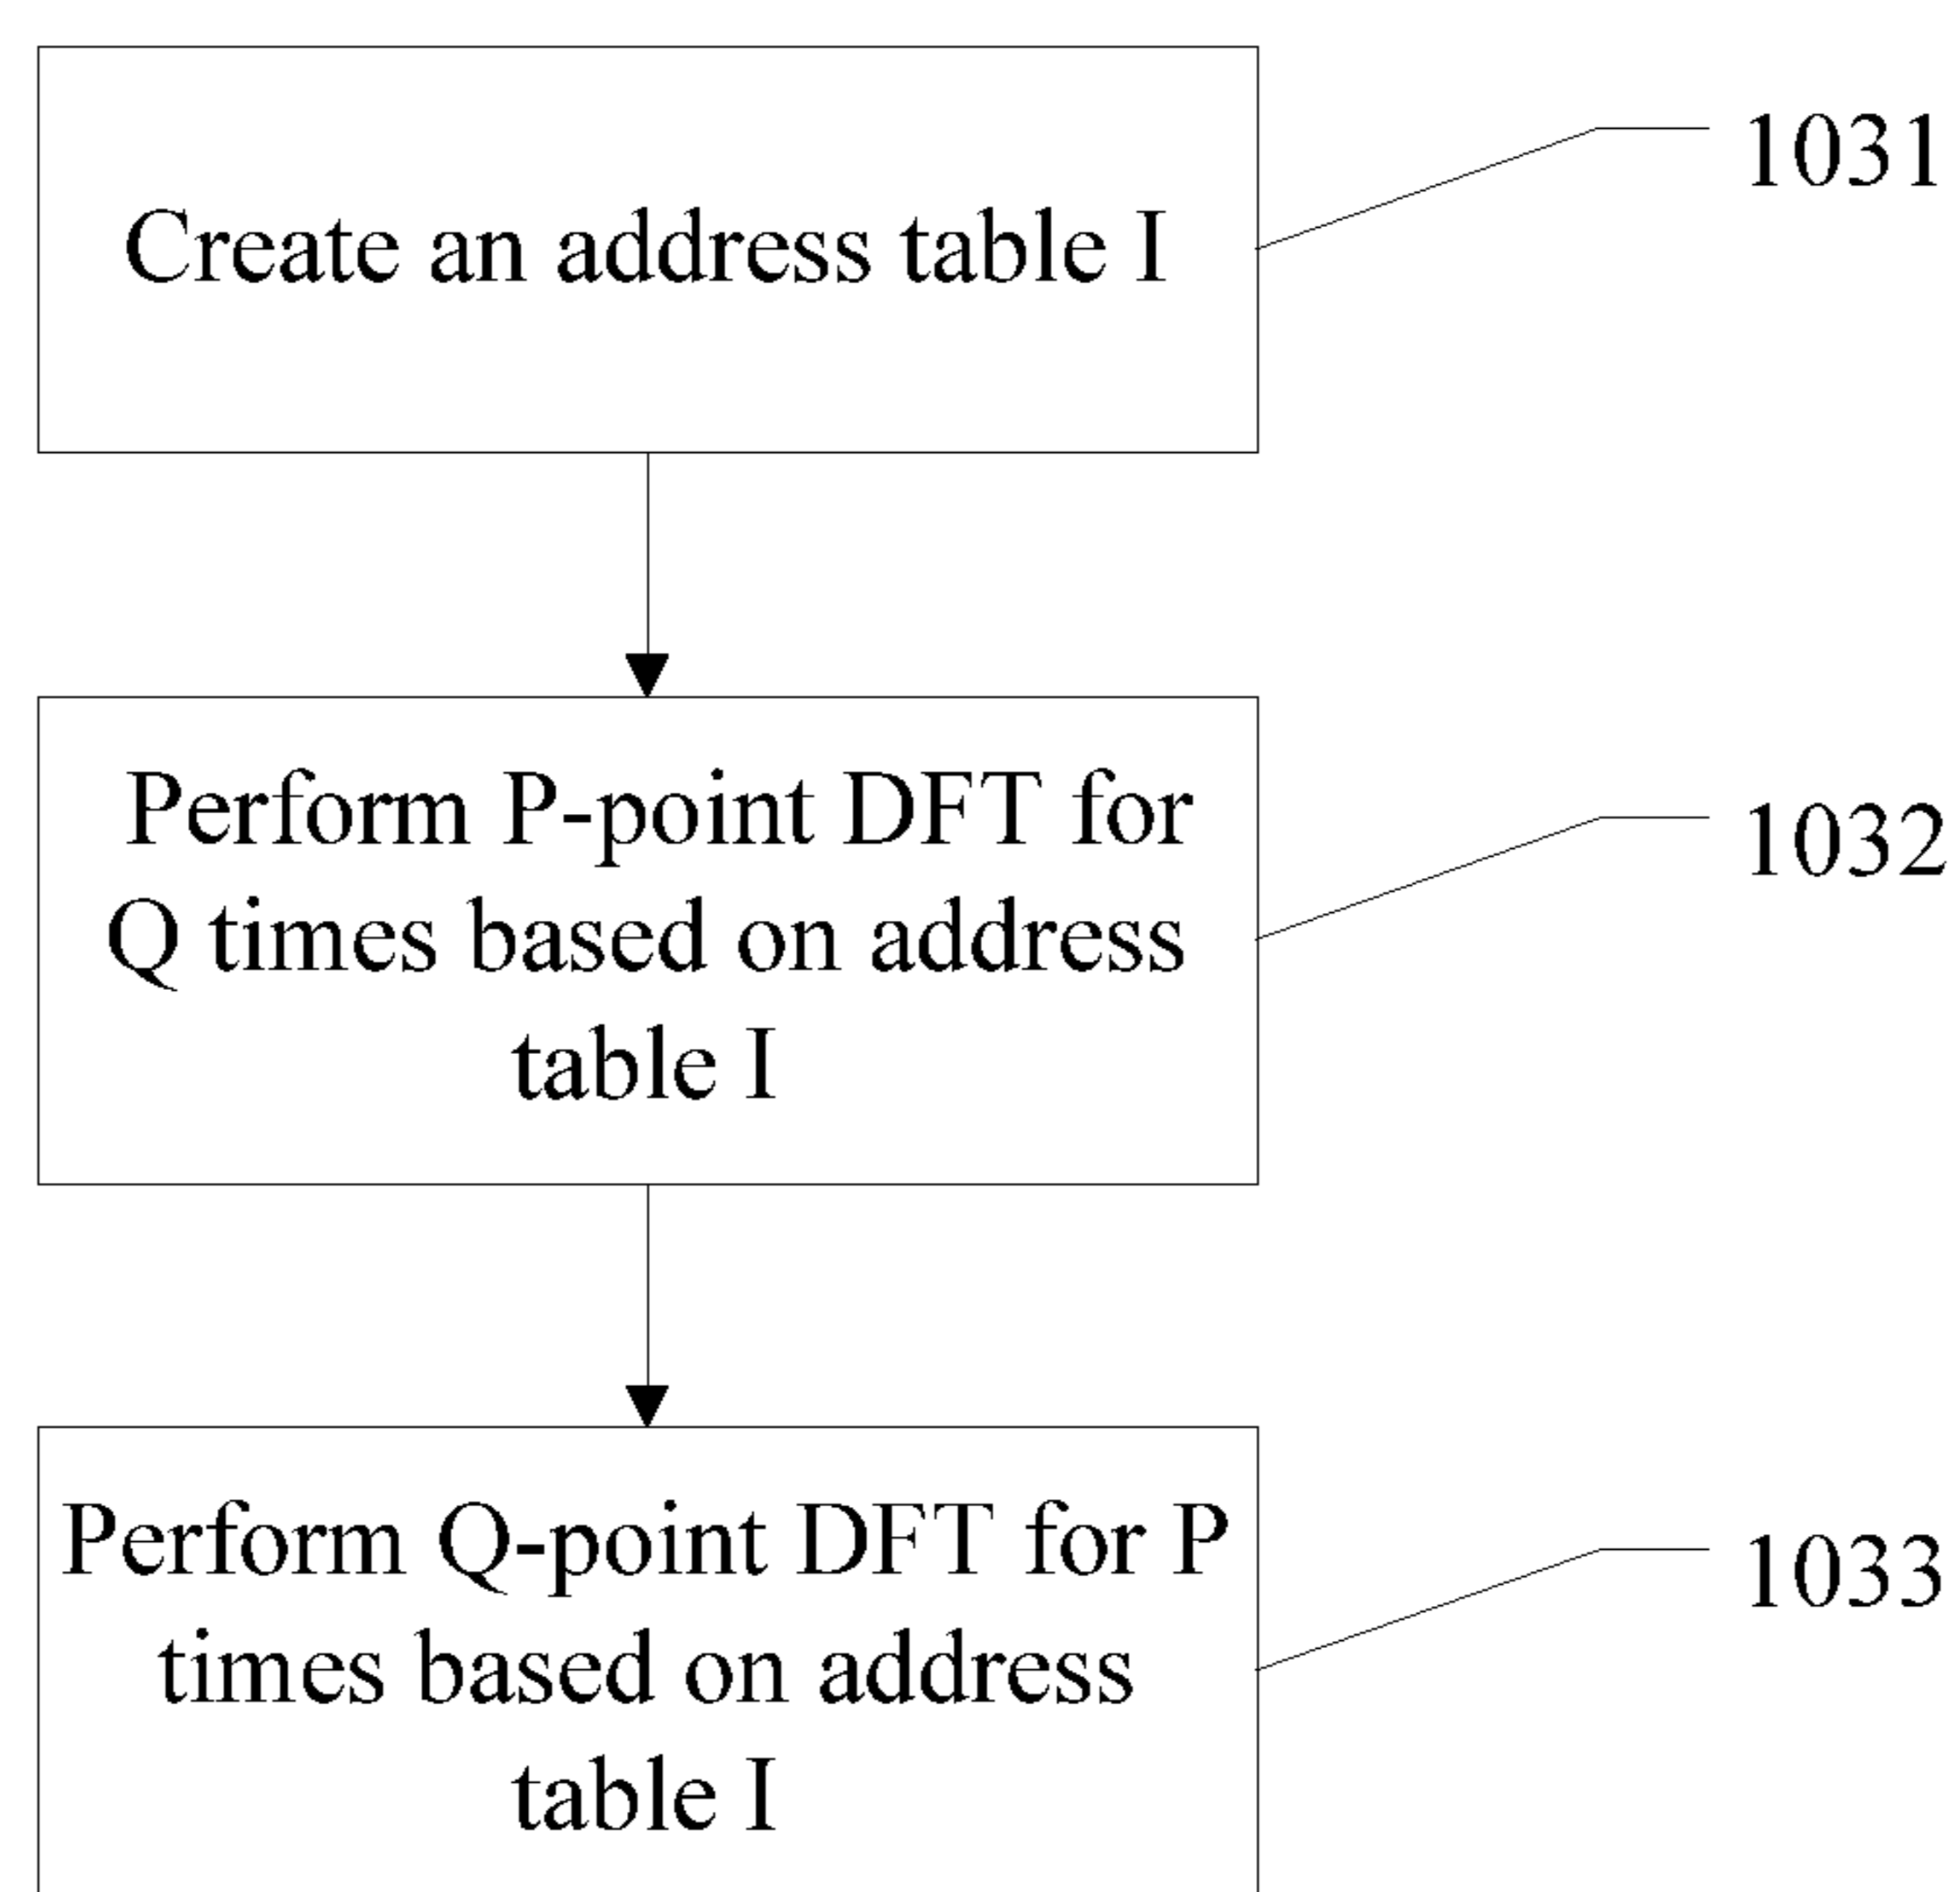 Create an address table I
1031
Perform P-point DFT for
Q times based on address
table I
1032
Perform Q-point DFT for P
times based on address
table I
1033